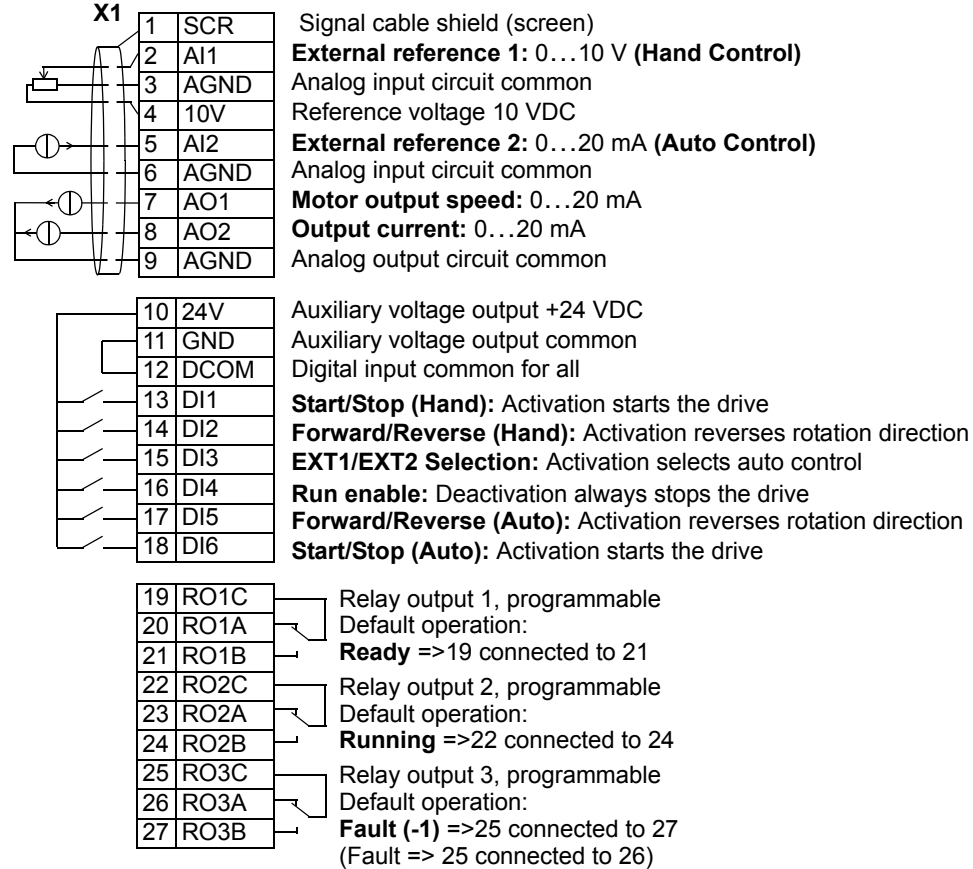 X1
1 SCR Signal cable shield (screen)
2 AI1 External reference 1: 0…10 V (Hand Control)
3 AGND Analog input circuit common
4 10V Reference voltage 10 VDC
5 AI2 External reference 2: 0…20 mA (Auto Control)
6 AGND Analog input circuit common
7 AO1 Motor output speed: 0…20 mA
8 AO2 Output current: 0…20 mA
9 AGND Analog output circuit common
10 24V Auxiliary voltage output +24 VDC
11 GND Auxiliary voltage output common
12 DCOM Digital input common for all
13 DI1 Start/Stop (Hand): Activation starts the drive
14 DI2 Forward/Reverse (Hand): Activation reverses rotation direction
15 DI3 EXT1/EXT2 Selection: Activation selects auto control
16 DI4 Run enable: Deactivation always stops the drive
17 DI5 Forward/Reverse (Auto): Activation reverses rotation direction
18 DI6 Start/Stop (Auto): Activation starts the drive
19 RO1C Relay output 1, programmable
20 RO1A Default operation:
21 RO1B Ready =>19 connected to 21
22 RO2C Relay output 2, programmable
23 RO2A Default operation:
24 RO2B Running =>22 connected to 24
25 RO3C Relay output 3, programmable
26 RO3A Default operation:
27 RO3B Fault (-1) =>25 connected to 27
(Fault => 25 connected to 26)